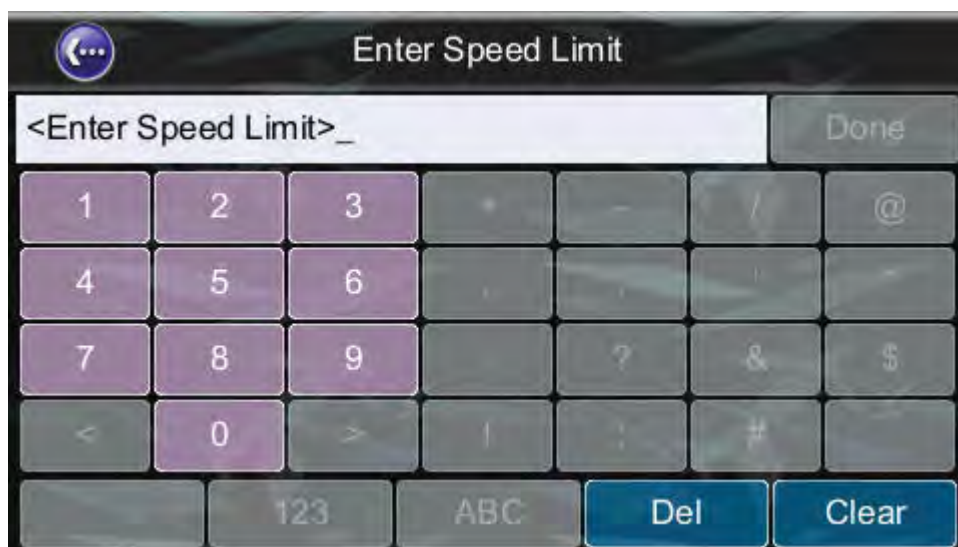 Enter Speed Limit
<Enter Speed Limit>_ Done
1 2 3 - / @
4 5 6
7 8 9 ? & $
< 0 > ! : #
123 ABC Del Clear